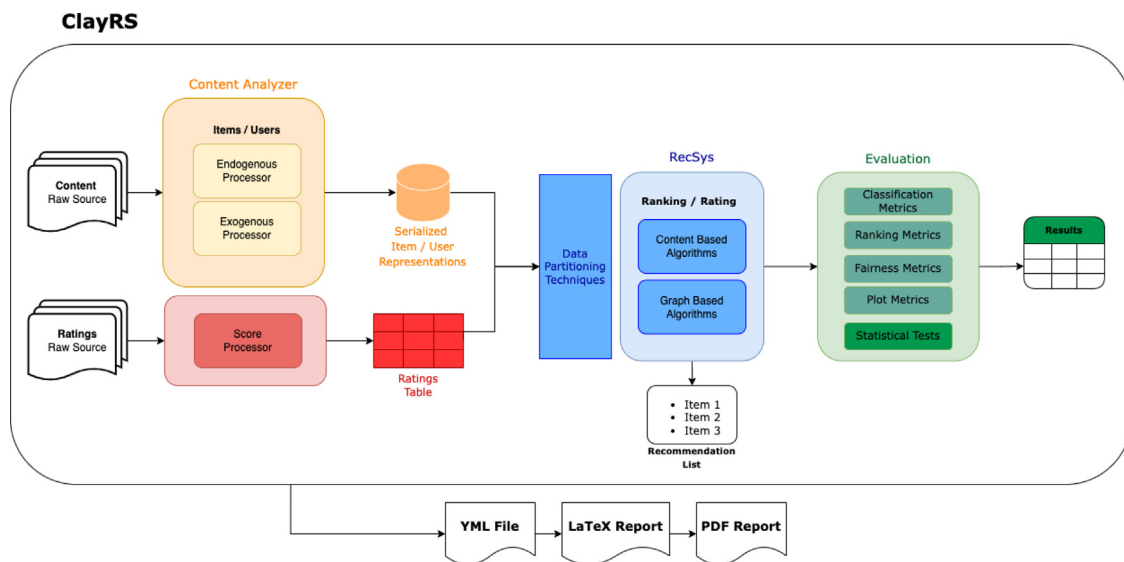 ClayRS
Content Analyzer
Items / Users
Endogenous
Processor
Exogenous
Processor
Content
Raw Source
Serialized
Item / User
Representations
Ratings
Raw Source
Score
Processor
Ratings
Table
Data
Partitioning
Techniques
RecSys
Ranking / Rating
Content Based
Algorithms
Graph Based
Algorithms
• Item 1
• Item 2
• Item 3
Recommendation
List
Evaluation
Classification
Metrics
Ranking Metrics
Fairness Metrics
Plot Metrics
Statistical Tests
Results
YML File
LaTeX Report
PDF Report